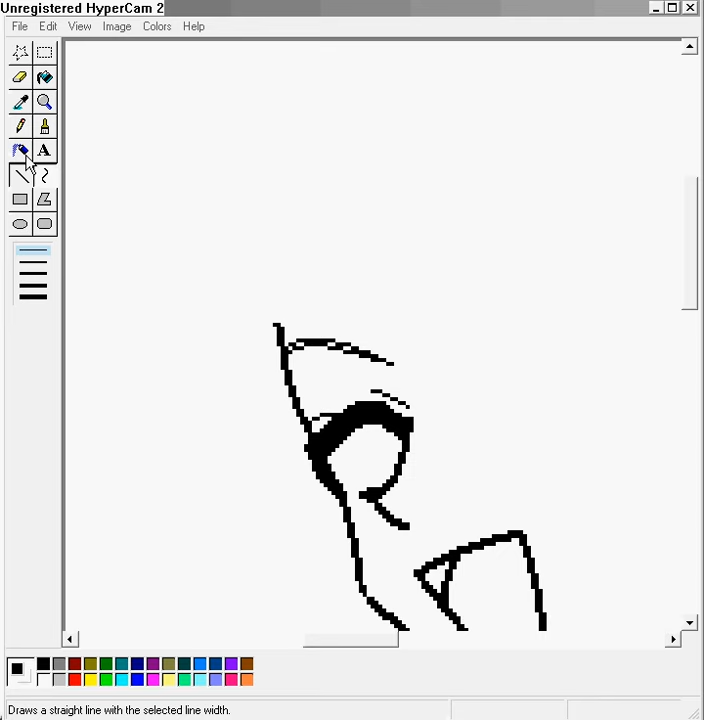 Unregistered HyperCam 2
File Edit View Image Colors Help
A
Draws a straight line with the selected line width.